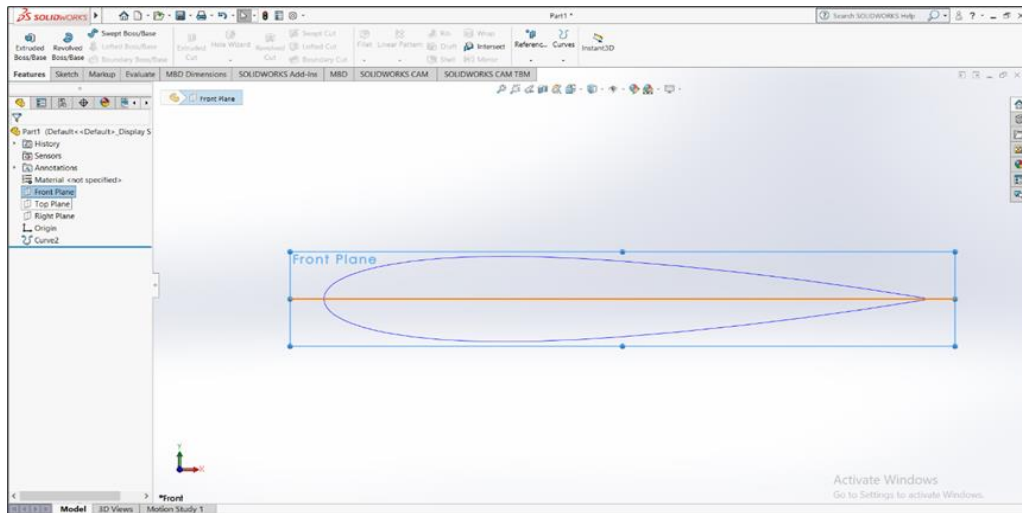 SOLIDWORKS
Part1 *
Search SOLIDWORKS Help
Extruded Boss/Base
Revolved Boss/Base
Swept Boss/Base
Lofted Boss/Base
Boundary Boss/Base
Extruded Cut
Hole Wizard
Revolved Cut
Swept Cut
Lofted Cut
Boundary Cut
Fillet
Linear Pattern
Rib
Draft
Shell
Wrap
Intersect
Mirror
Referenc...
Curves
Instant3D
Features
Sketch
Markup
Evaluate
MBD Dimensions
SOLIDWORKS Add-Ins
MBD
SOLIDWORKS CAM
SOLIDWORKS CAM TBM
Front Plane
Part1 (Default<<Default>_Display S
History
Sensors
Annotations
Material <not specified>
Front Plane
Top Plane
Right Plane
Origin
Curve2
Front Plane
Y
X
*Front
Activate Windows
Go to Settings to activate Windows.
Model
3D Views
Motion Study 1